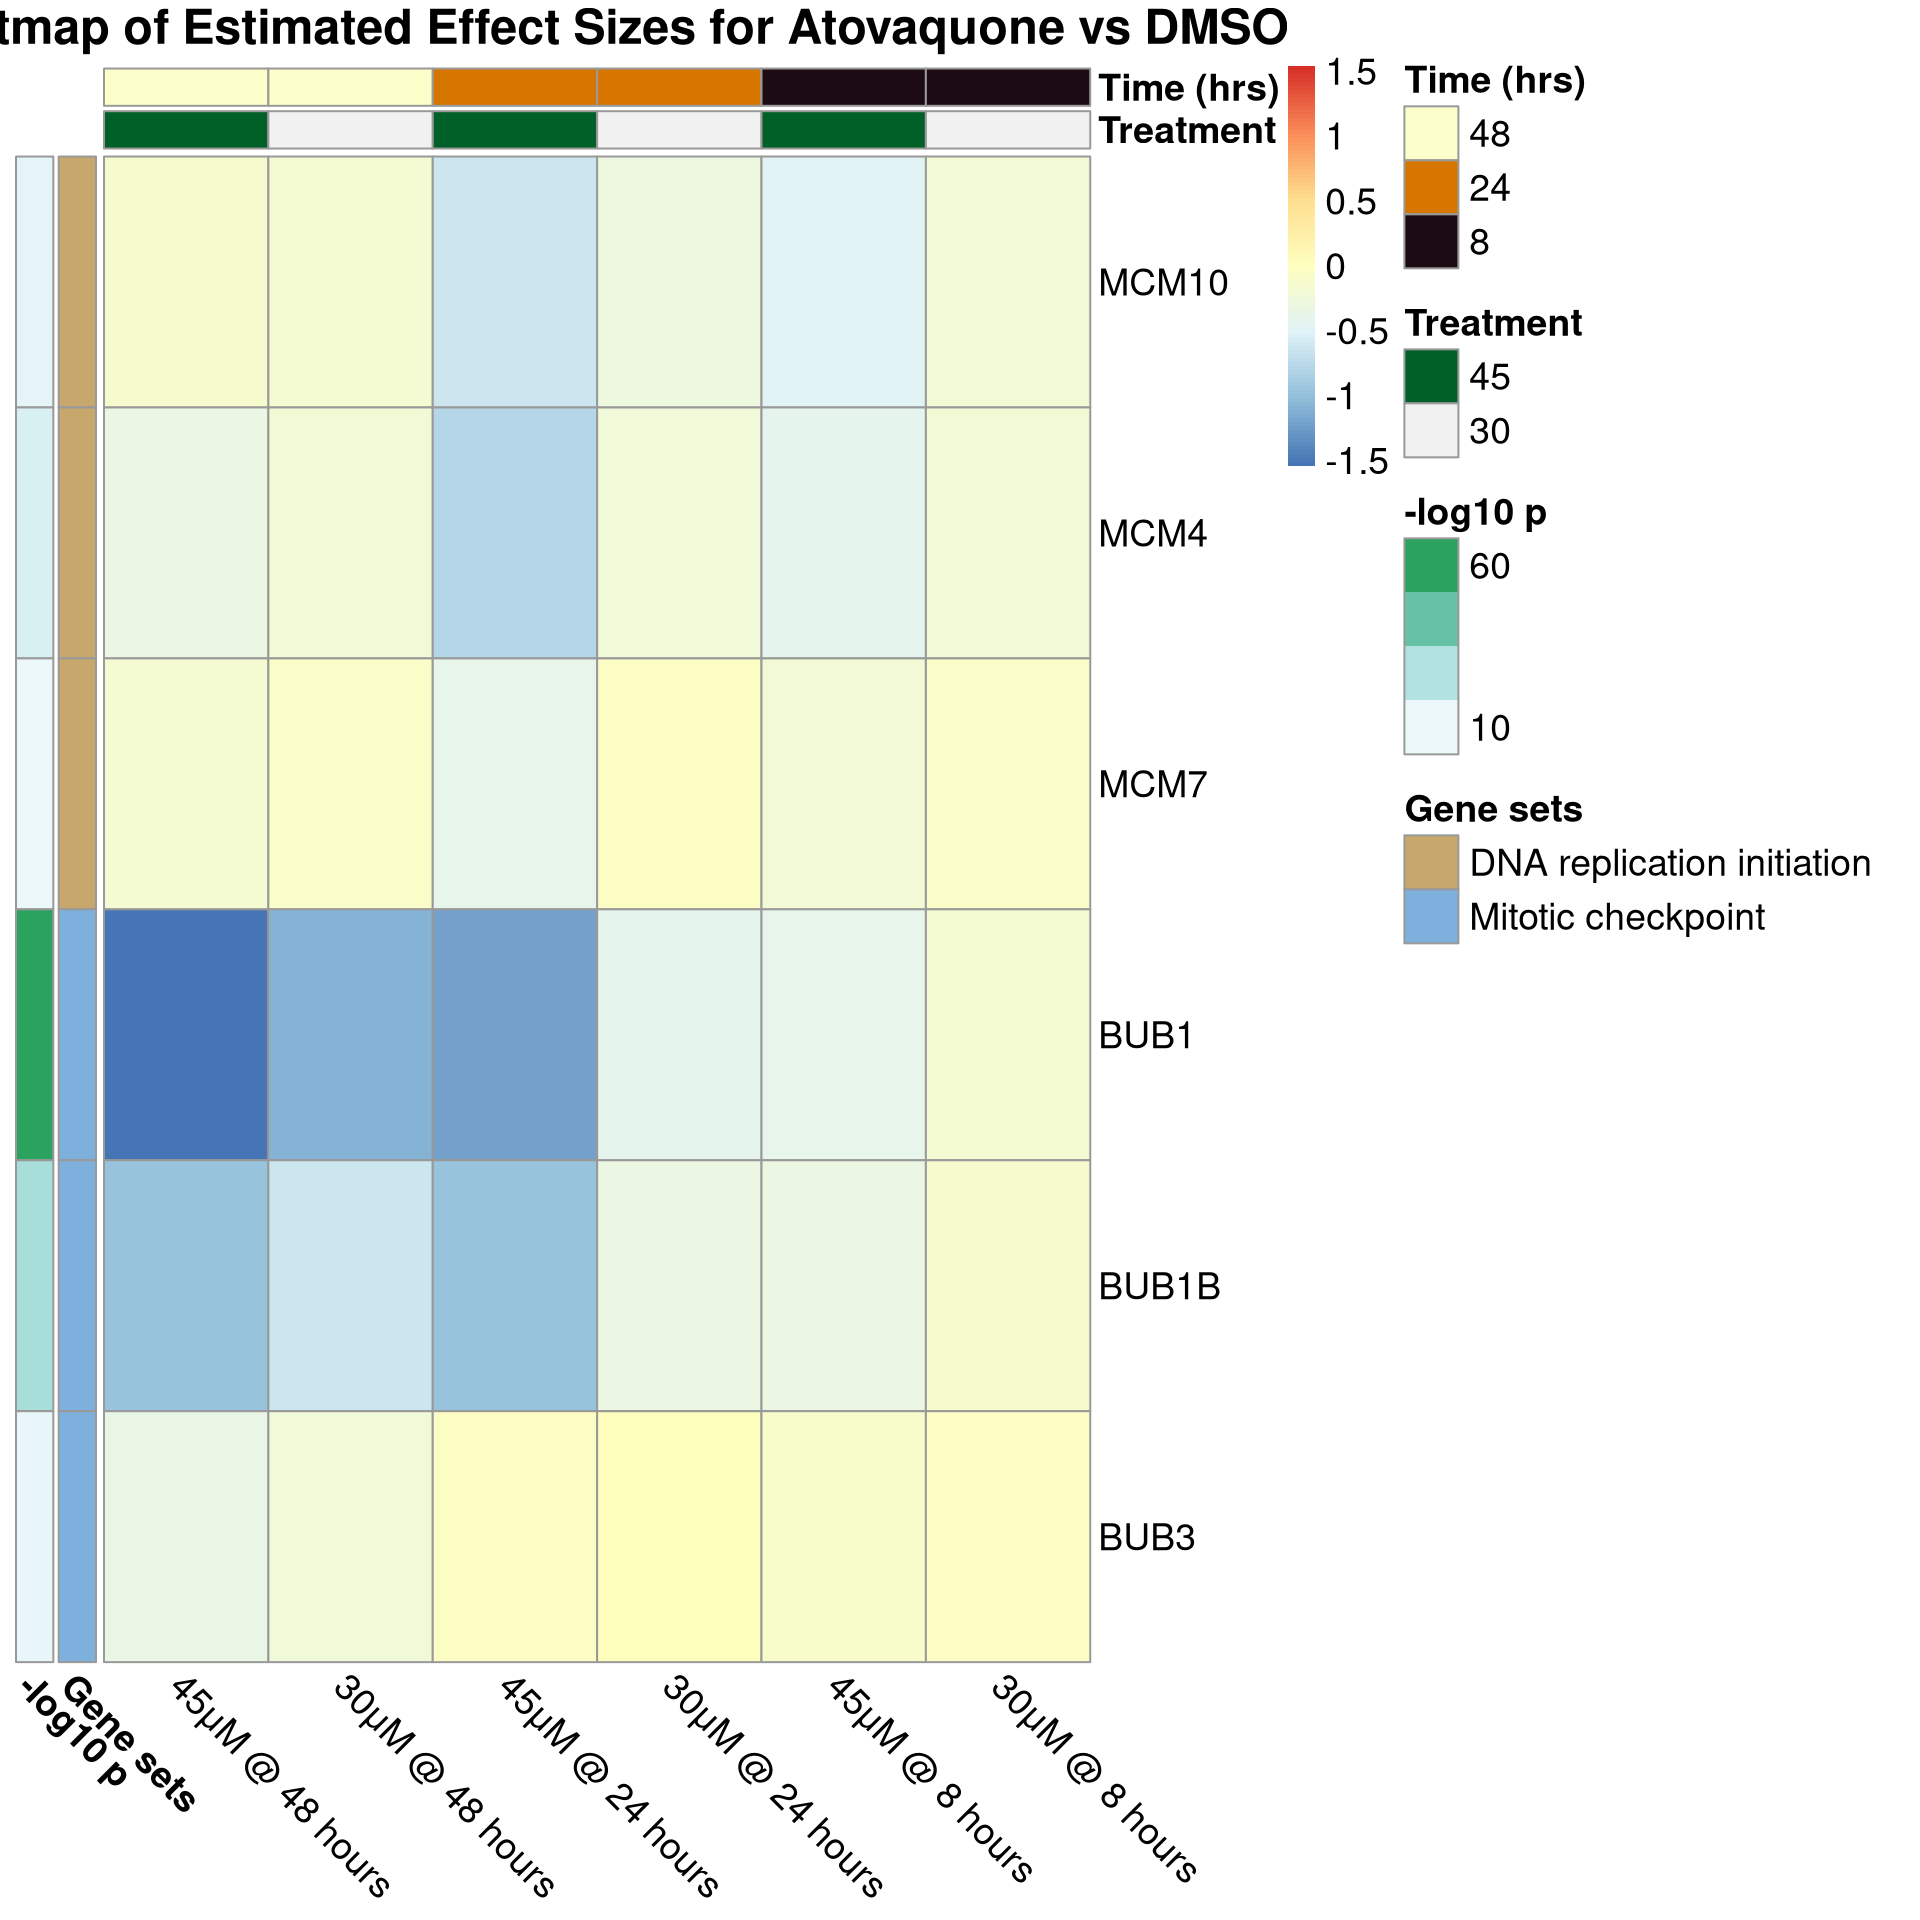 tmap of Estimated Effect Sizes for Atovaquone vs DMSO
Time (hrs)
Treatment
MCM10
MCM4
MCM7
BUB1
BUB1B
BUB3
1.5
1
0.5
0
-0.5
-1
-1.5
Time (hrs)
48
24
8
Treatment
45
30
-log10 p
60
10
Gene sets
DNA replication initiation
Mitotic checkpoint
-log10 p
Gene sets
45μM @ 48 hours
30μM @ 48 hours
45μM @ 24 hours
30μM @ 24 hours
45μM @ 8 hours
30μM @ 8 hours